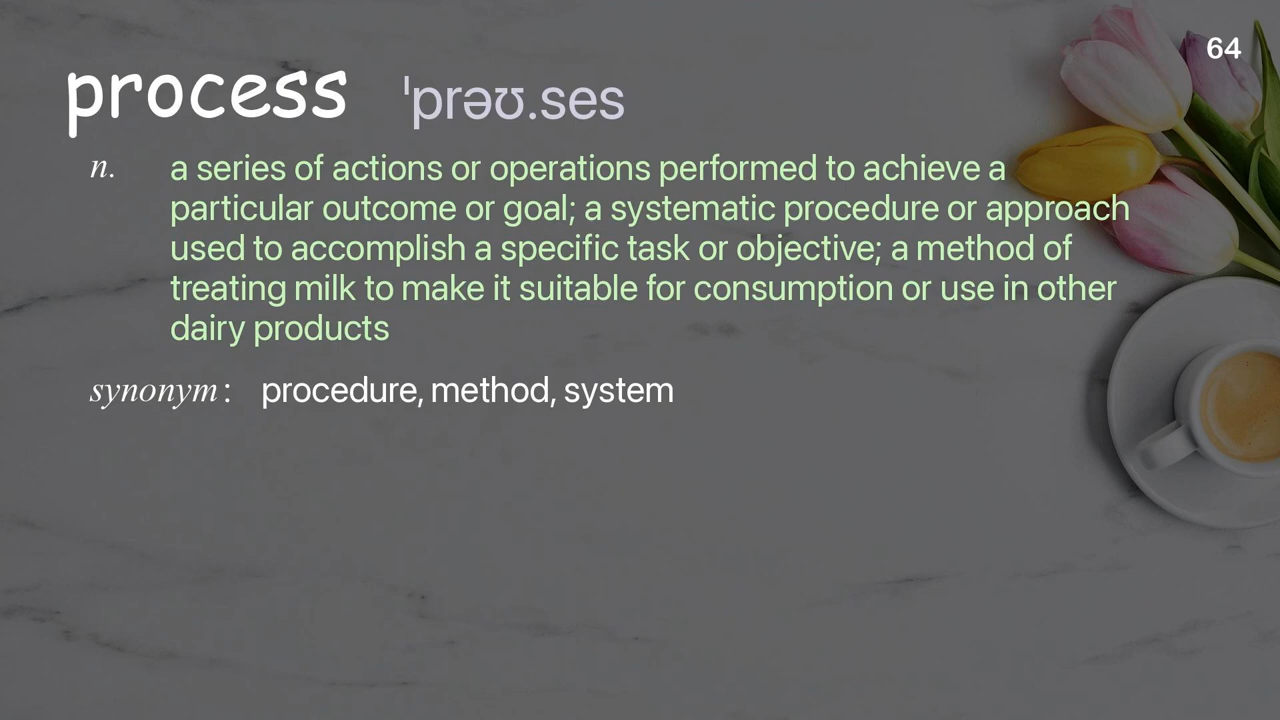 64
process ˈprəʊ.ses
n. a series of actions or operations performed to achieve a
particular outcome or goal; a systematic procedure or approach
used to accomplish a specific task or objective; a method of
treating milk to make it suitable for consumption or use in other
dairy products
synonym: procedure, method, system